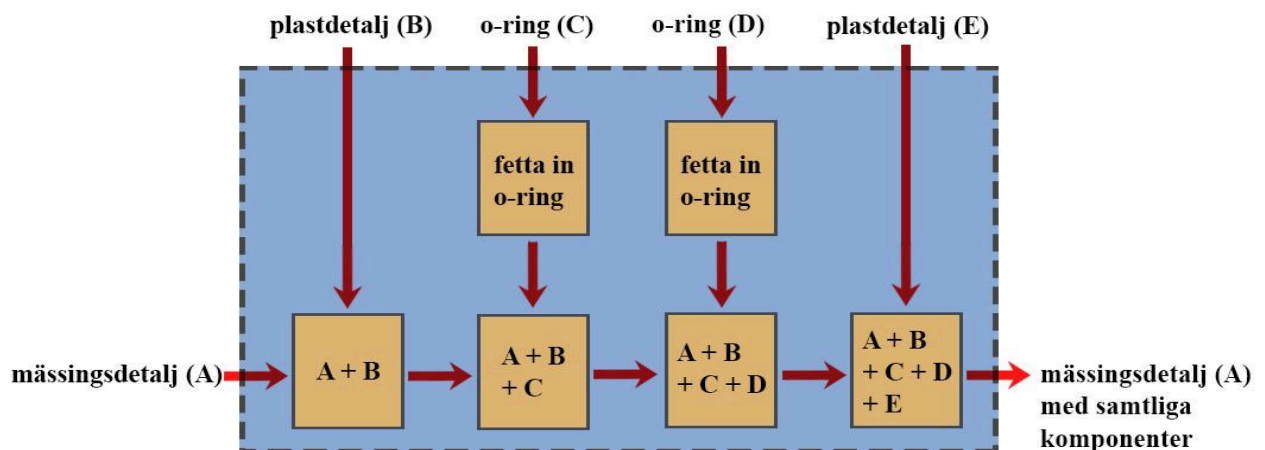 plastdetalj (B)
o-ring (C)
o-ring (D)
plastdetalj (E)
fetta in
o-ring
fetta in
o-ring
mässingsdetalj (A)
A + B
A + B
+ C
A + B
+ C + D
A + B
+ C + D
+ E
mässingsdetalj (A)
med samtliga
komponenter